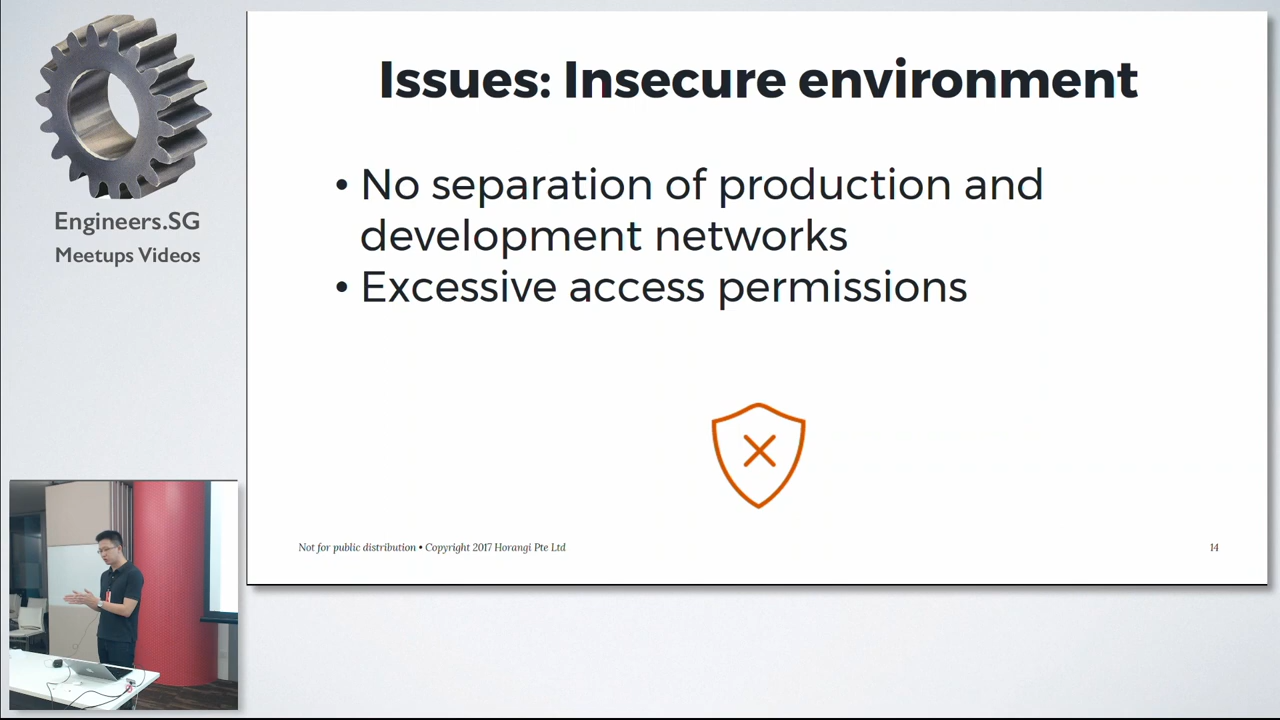 Engineers.SG
Meetups Videos
Issues: Insecure environment
• No separation of production and
development networks
• Excessive access permissions
Not for public distribution • Copyright 2017 Horangi Pte Ltd
14